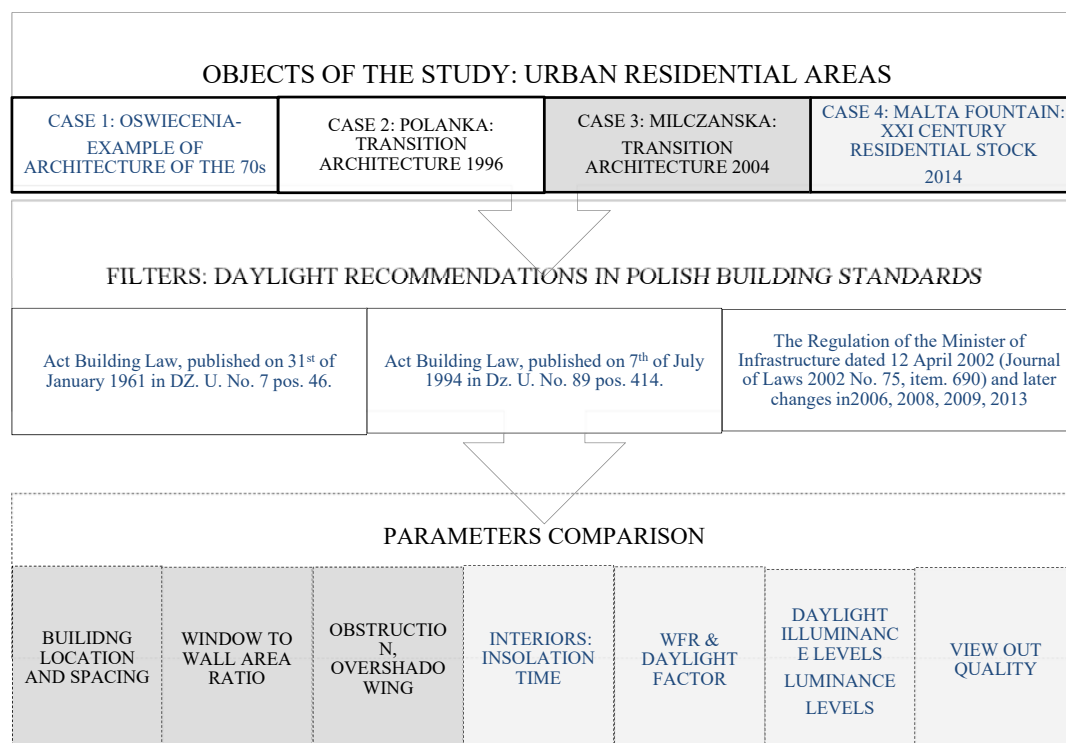 OBJECTS OF THE STUDY: URBAN RESIDENTIAL AREAS
CASE 1: OSWIECENIA-
EXAMPLE OF
ARCHITECTURE OF THE 70s
CASE 2: POLANKA:
TRANSITION
ARCHITECTURE 1996
CASE 3: MILCZANSKA:
TRANSITION
ARCHITECTURE 2004
CASE 4: MALTA FOUNTAIN:
XXI CENTURY
RESIDENTIAL STOCK
2014
FILTERS: DAYLIGHT RECOMMENDATIONS IN POLISH BUILDING STANDARDS
Act Building Law, published on 31st of
January 1961 in DZ. U. No. 7 pos. 46.
Act Building Law, published on 7th of July
1994 in Dz. U. No. 89 pos. 414.
The Regulation of the Minister of
Infrastructure dated 12 April 2002 (Journal
of Laws 2002 No. 75, item. 690) and later
changes in2006, 2008, 2009, 2013
PARAMETERS COMPARISON
BUILIDNG
LOCATION
AND SPACING
WINDOW TO
WALL AREA
RATIO
OBSTRUCTIO
N,
OVERSHADO
WING
INTERIORS:
INSOLATION
TIME
WFR &
DAYLIGHT
FACTOR
DAYLIGHT
ILLUMINANC
E LEVELS
LUMINANCE
LEVELS
VIEW OUT
QUALITY